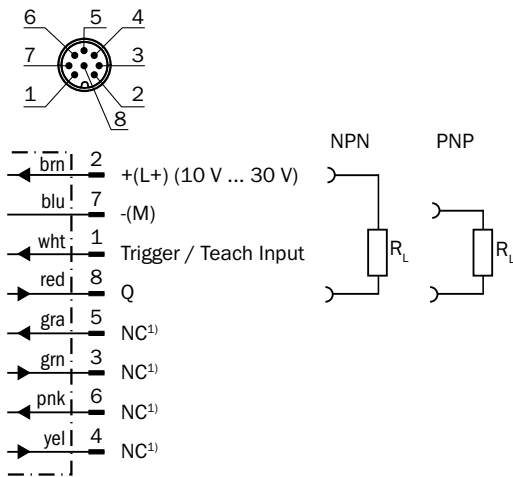 6 5 4
7 3
1 2
8
NPN PNP
brn 2 +(L+) (10 V ... 30 V)
blu 7 -(M)
wht 1 Trigger / Teach Input
R_L R_L
red 8 Q
gra 5 NC¹⁾
grn 3 NC¹⁾
pnk 6 NC¹⁾
yel 4 NC¹⁾